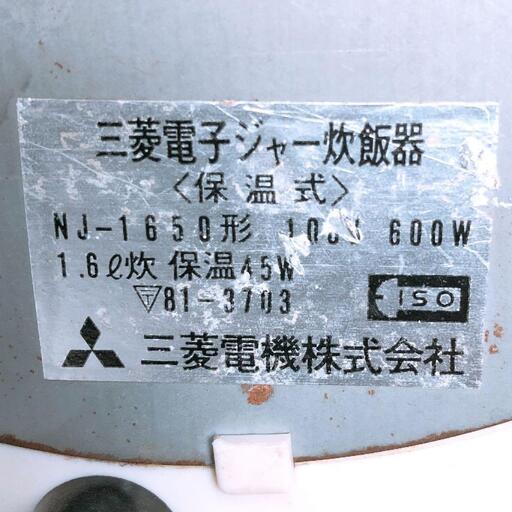 三菱電子ジャー炊飯器
〈保温式〉
NJ-1650形 100V 600W
1.6ℓ炊 保温45W
〒81-3703
ISO
三菱電機株式会社